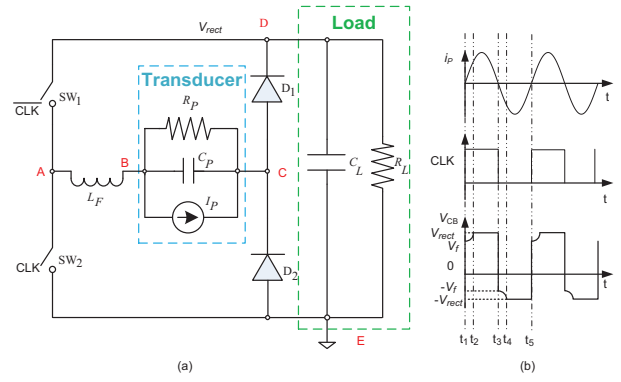 V_rect
D
Load
Transducer
D1
R_P
CLK
SW1
B
C_P
A
C
C_L
R_L
L_F
I_P
CLK
SW2
D2
E
(a)
i_P
t
CLK
t
V_CB
V_rect
V_f
0
t
-V_f
-V_rect
t1 t2 t3 t4 t5
(b)